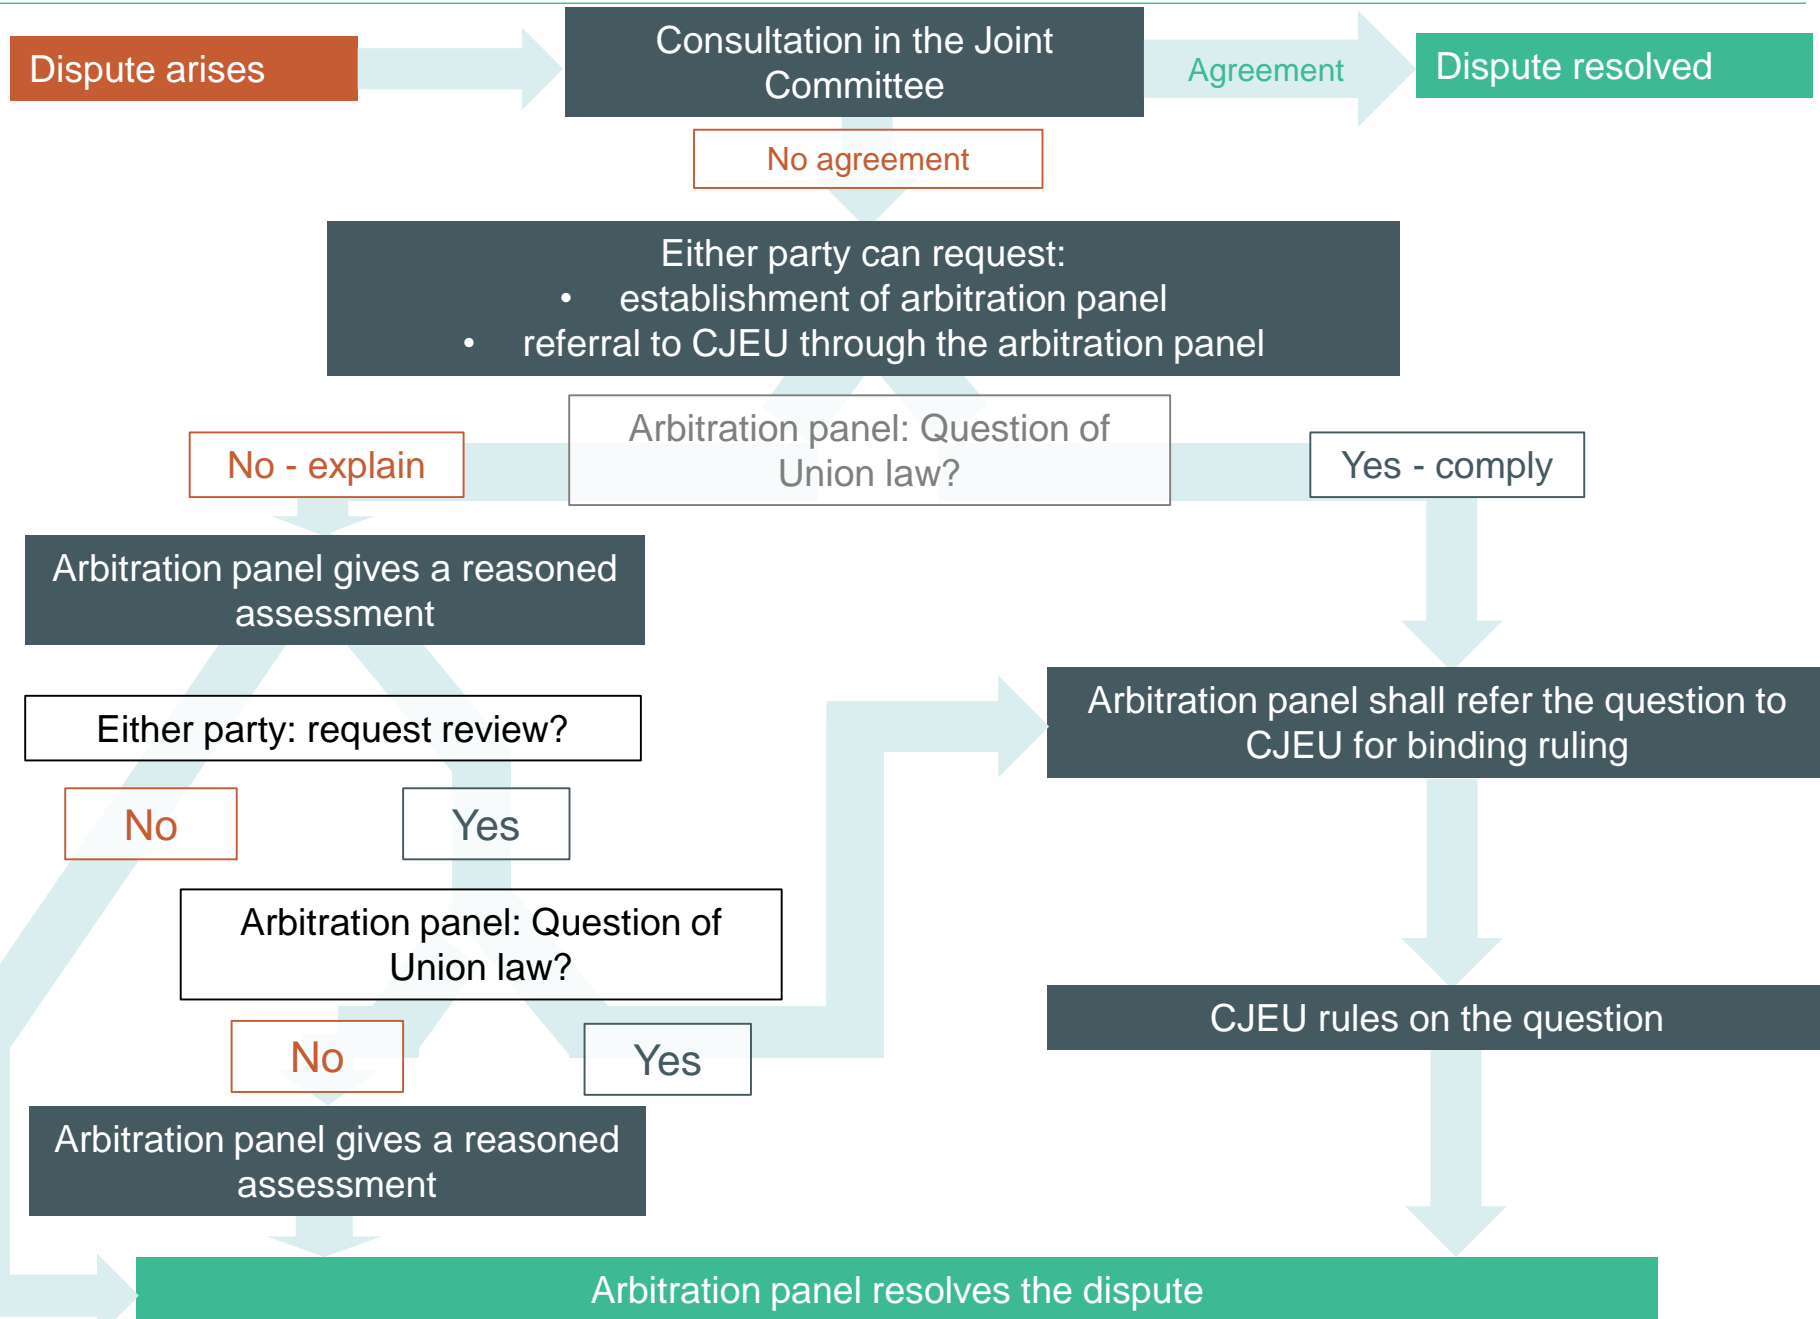 Dispute arises
Consultation in the Joint
Committee
Agreement
Dispute resolved
No agreement
Either party can request:
• establishment of arbitration panel
• referral to CJEU through the arbitration panel
Arbitration panel: Question of
Union law?
No - explain
Yes - comply
Arbitration panel gives a reasoned
assessment
Either party: request review?
Arbitration panel shall refer the question to
CJEU for binding ruling
No
Yes
Arbitration panel: Question of
Union law?
CJEU rules on the question
No
Yes
Arbitration panel gives a reasoned
assessment
Arbitration panel resolves the dispute